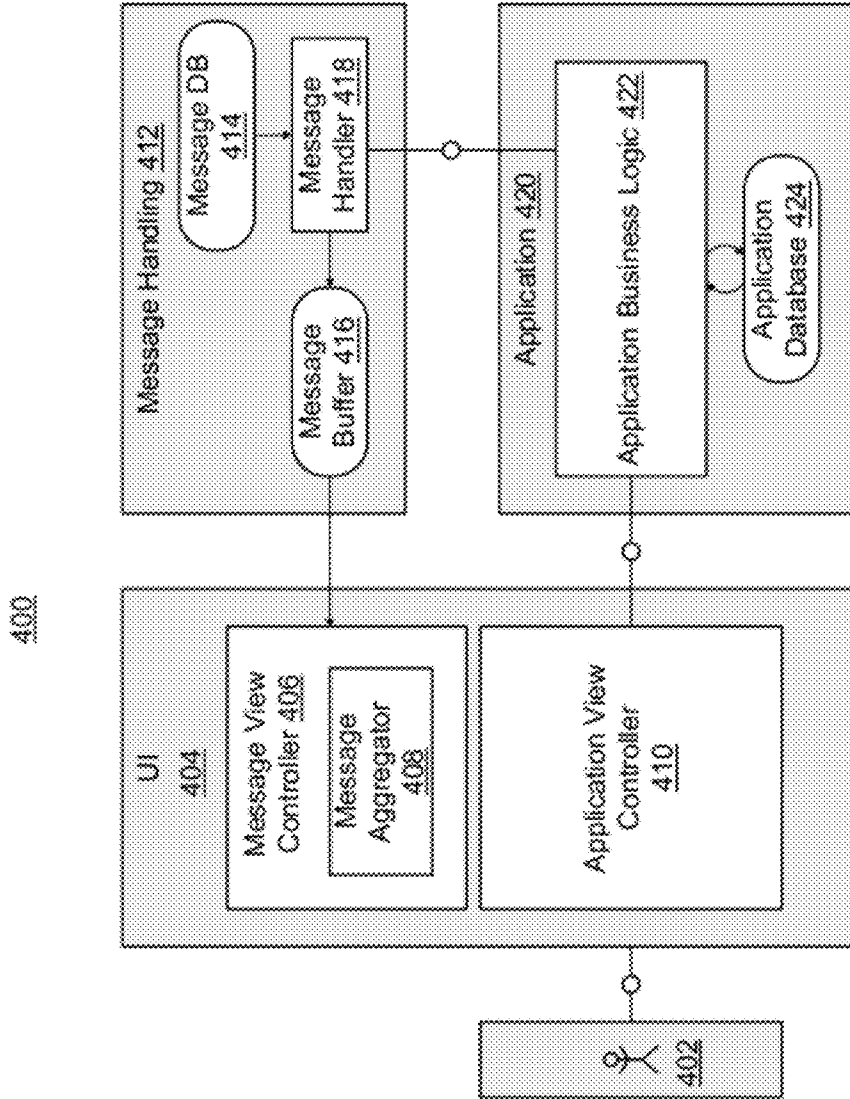 400
402
UI
404
Message View
Controller 406
Message
Aggregator
408
Application View
Controller
410
Message Handling 412
Message DB
414
Message
Buffer 416
Message
Handler 418
Application 420
Application Business Logic 422
Application
Database 424